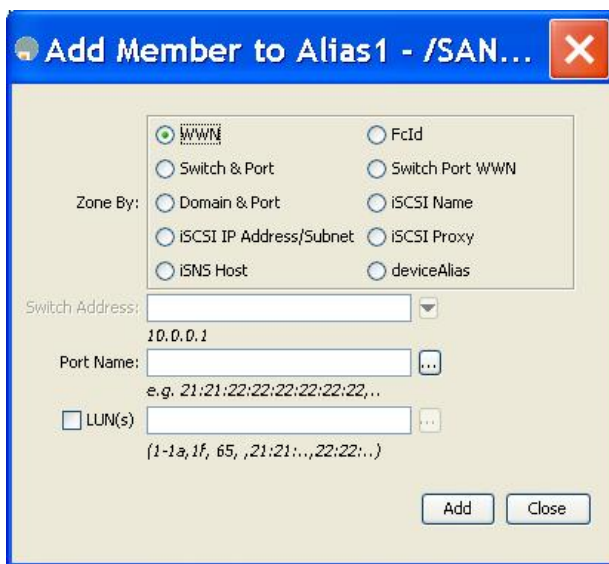 Add Member to Alias1 - /SAN...
Zone By:
WWN
FcId
Switch & Port
Switch Port WWN
Domain & Port
iSCSI Name
iSCSI IP Address/Subnet
iSCSI Proxy
iSNS Host
deviceAlias
Switch Address:
10.0.0.1
Port Name:
...
e.g. 21:21:22:22:22:22:22:22,..
LUN(s)
...
(1-1a,1f, 65, ,21:21:..,22:22:..)
Add
Close